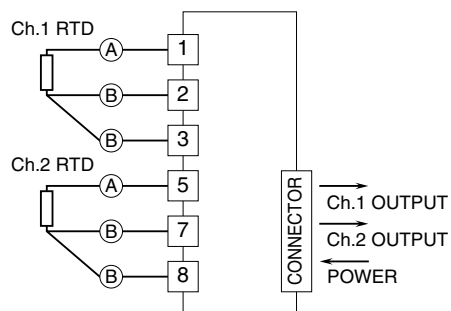 Ch.1 RTD
A 1
B 2
B 3
Ch.2 RTD
A 5
B 7
B 8
CONNECTOR
Ch.1 OUTPUT
Ch.2 OUTPUT
POWER